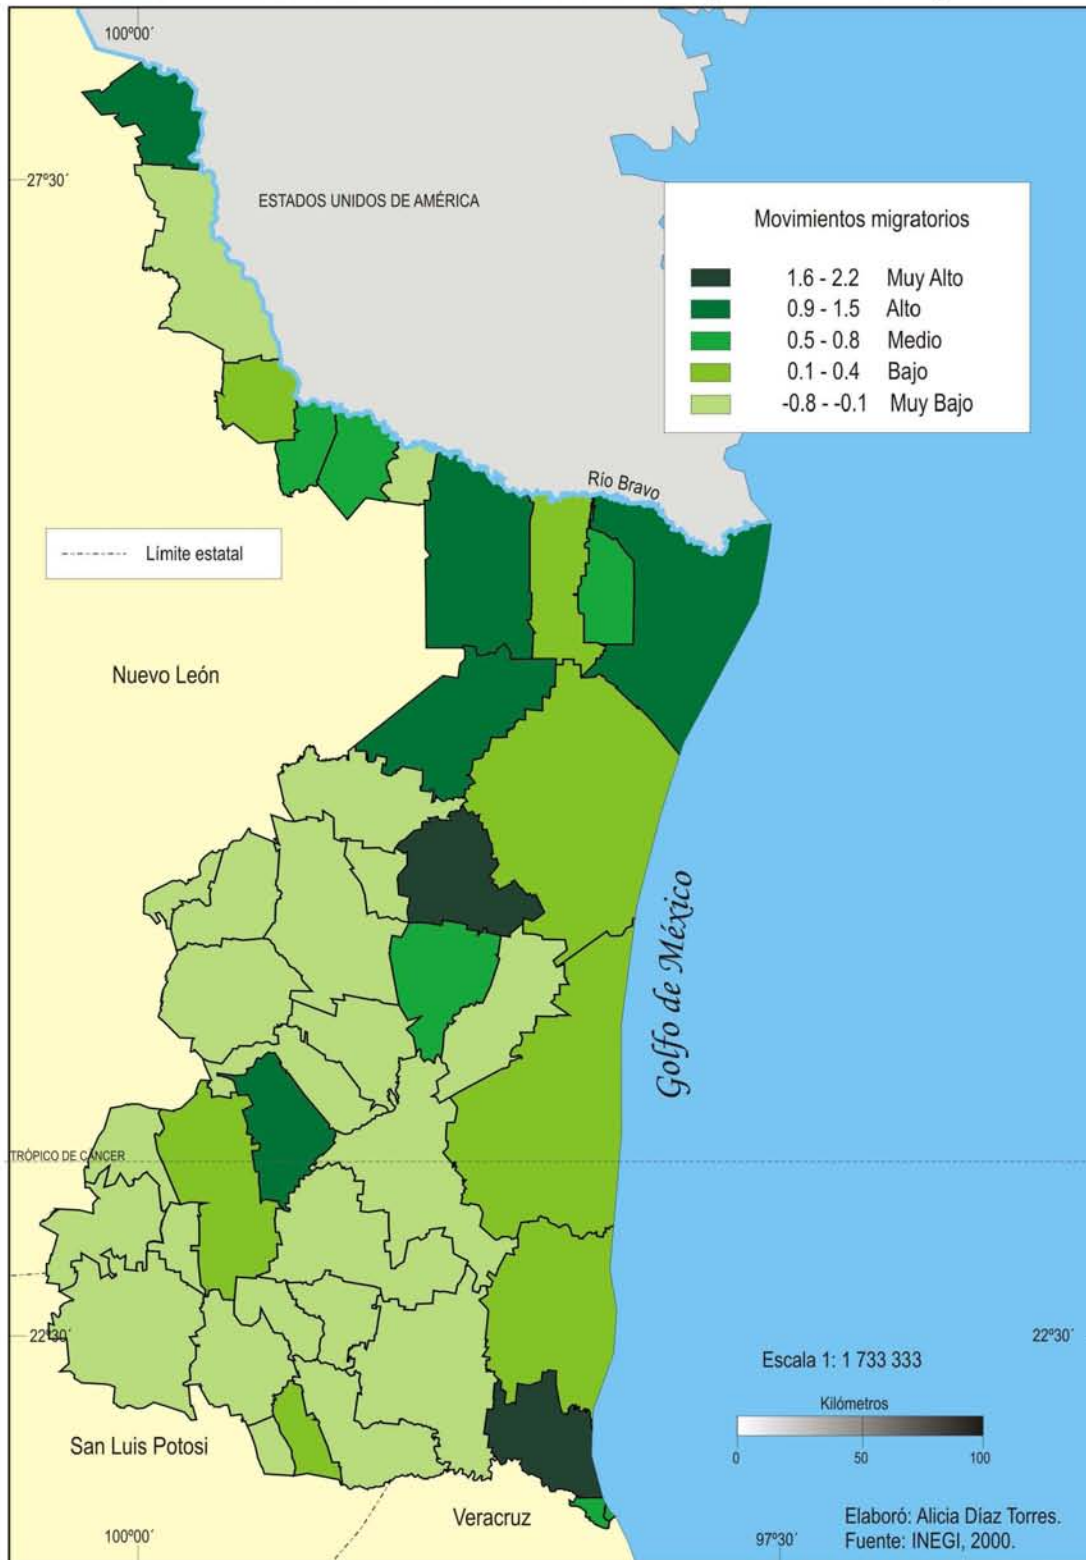 100º00´
27º30´
ESTADOS UNIDOS DE AMÉRICA
Movimientos migratorios
1.6 - 2.2 Muy Alto
0.9 - 1.5 Alto
0.5 - 0.8 Medio
0.1 - 0.4 Bajo
-0.8 - -0.1 Muy Bajo
Río Bravo
Límite estatal
Nuevo León
Golfo de México
TRÓPICO DE CÁNCER
22º30´
22º30´
Escala 1: 1 733 333
Kilómetros
0 50 100
San Luis Potosi
Veracruz
Elaboró: Alicia Díaz Torres.
Fuente: INEGI, 2000.
100º00´
97º30´